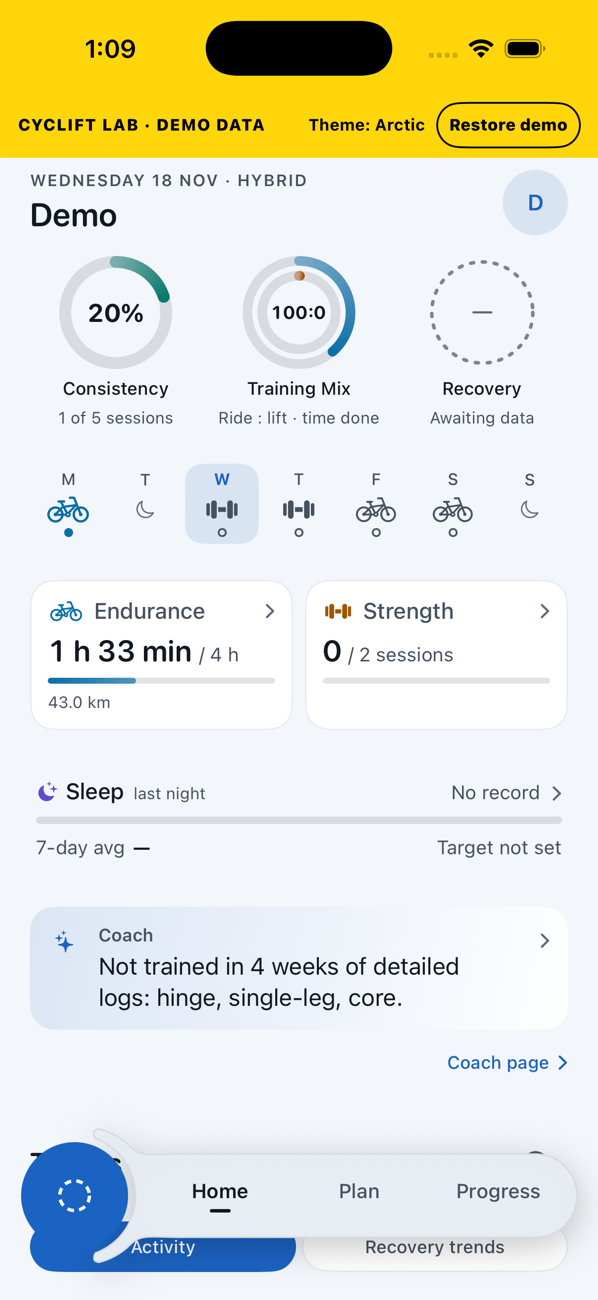 1:09
CYCLIFT LAB · DEMO DATA
Theme: Arctic
Restore demo
WEDNESDAY 18 NOV · HYBRID
Demo
D
20%
100:0
—
Consistency
Training Mix
Recovery
1 of 5 sessions
Ride : lift · time done
Awaiting data
M T W T F S S
Endurance
1 h 33 min / 4 h
43.0 km
Strength
0 / 2 sessions
Sleep last night
No record
7-day avg —
Target not set
Coach
Not trained in 4 weeks of detailed
logs: hinge, single-leg, core.
Coach page
Home
Plan
Progress
Activity
Recovery trends